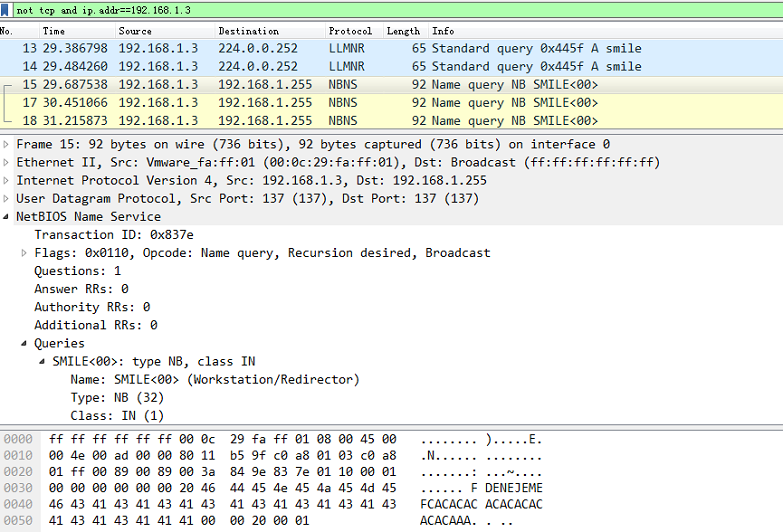 not tcp and ip.addr==192.168.1.3
No. Time Source Destination Protocol Length Info
13 29.386798 192.168.1.3 224.0.0.252 LLMNR 65 Standard query 0x445f A smile
14 29.484260 192.168.1.3 224.0.0.252 LLMNR 65 Standard query 0x445f A smile
15 29.687538 192.168.1.3 192.168.1.255 NBNS 92 Name query NB SMILE<00>
17 30.451066 192.168.1.3 192.168.1.255 NBNS 92 Name query NB SMILE<00>
18 31.215873 192.168.1.3 192.168.1.255 NBNS 92 Name query NB SMILE<00>
Frame 15: 92 bytes on wire (736 bits), 92 bytes captured (736 bits) on interface 0
Ethernet II, Src: Vmware_fa:ff:01 (00:0c:29:fa:ff:01), Dst: Broadcast (ff:ff:ff:ff:ff:ff)
Internet Protocol Version 4, Src: 192.168.1.3, Dst: 192.168.1.255
User Datagram Protocol, Src Port: 137 (137), Dst Port: 137 (137)
NetBIOS Name Service
Transaction ID: 0x837e
Flags: 0x0110, Opcode: Name query, Recursion desired, Broadcast
Questions: 1
Answer RRs: 0
Authority RRs: 0
Additional RRs: 0
Queries
SMILE<00>: type NB, class IN
Name: SMILE<00> (Workstation/Redirector)
Type: NB (32)
Class: IN (1)
0000 ff ff ff ff ff ff 00 0c 29 fa ff 01 08 00 45 00 ........ ).....E.
0010 00 4e 00 ad 00 00 80 11 b5 9f c0 a8 01 03 c0 a8 .N...... ........
0020 01 ff 00 89 00 89 00 3a 84 9e 83 7e 01 10 00 01 .......: ...~....
0030 00 00 00 00 00 00 20 46 44 45 4e 45 4a 45 4d 45 ...... F DENEJEME
0040 46 43 41 43 41 43 41 43 41 43 41 43 41 43 41 43 FCACACAC ACACACAC
0050 41 43 41 43 41 41 41 00 00 20 00 01 ACACAAA. . ..